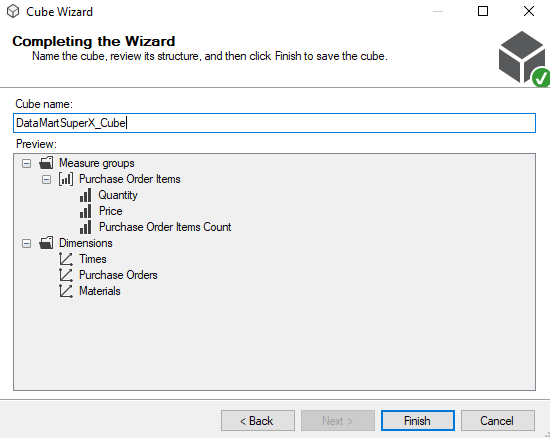 Cube Wizard
Completing the Wizard
Name the cube, review its structure, and then click Finish to save the cube.
Cube name:
DataMartSuperX_Cube
Preview:
Measure groups
Purchase Order Items
Quantity
Price
Purchase Order Items Count
Dimensions
Times
Purchase Orders
Materials
< Back
Next >
Finish
Cancel